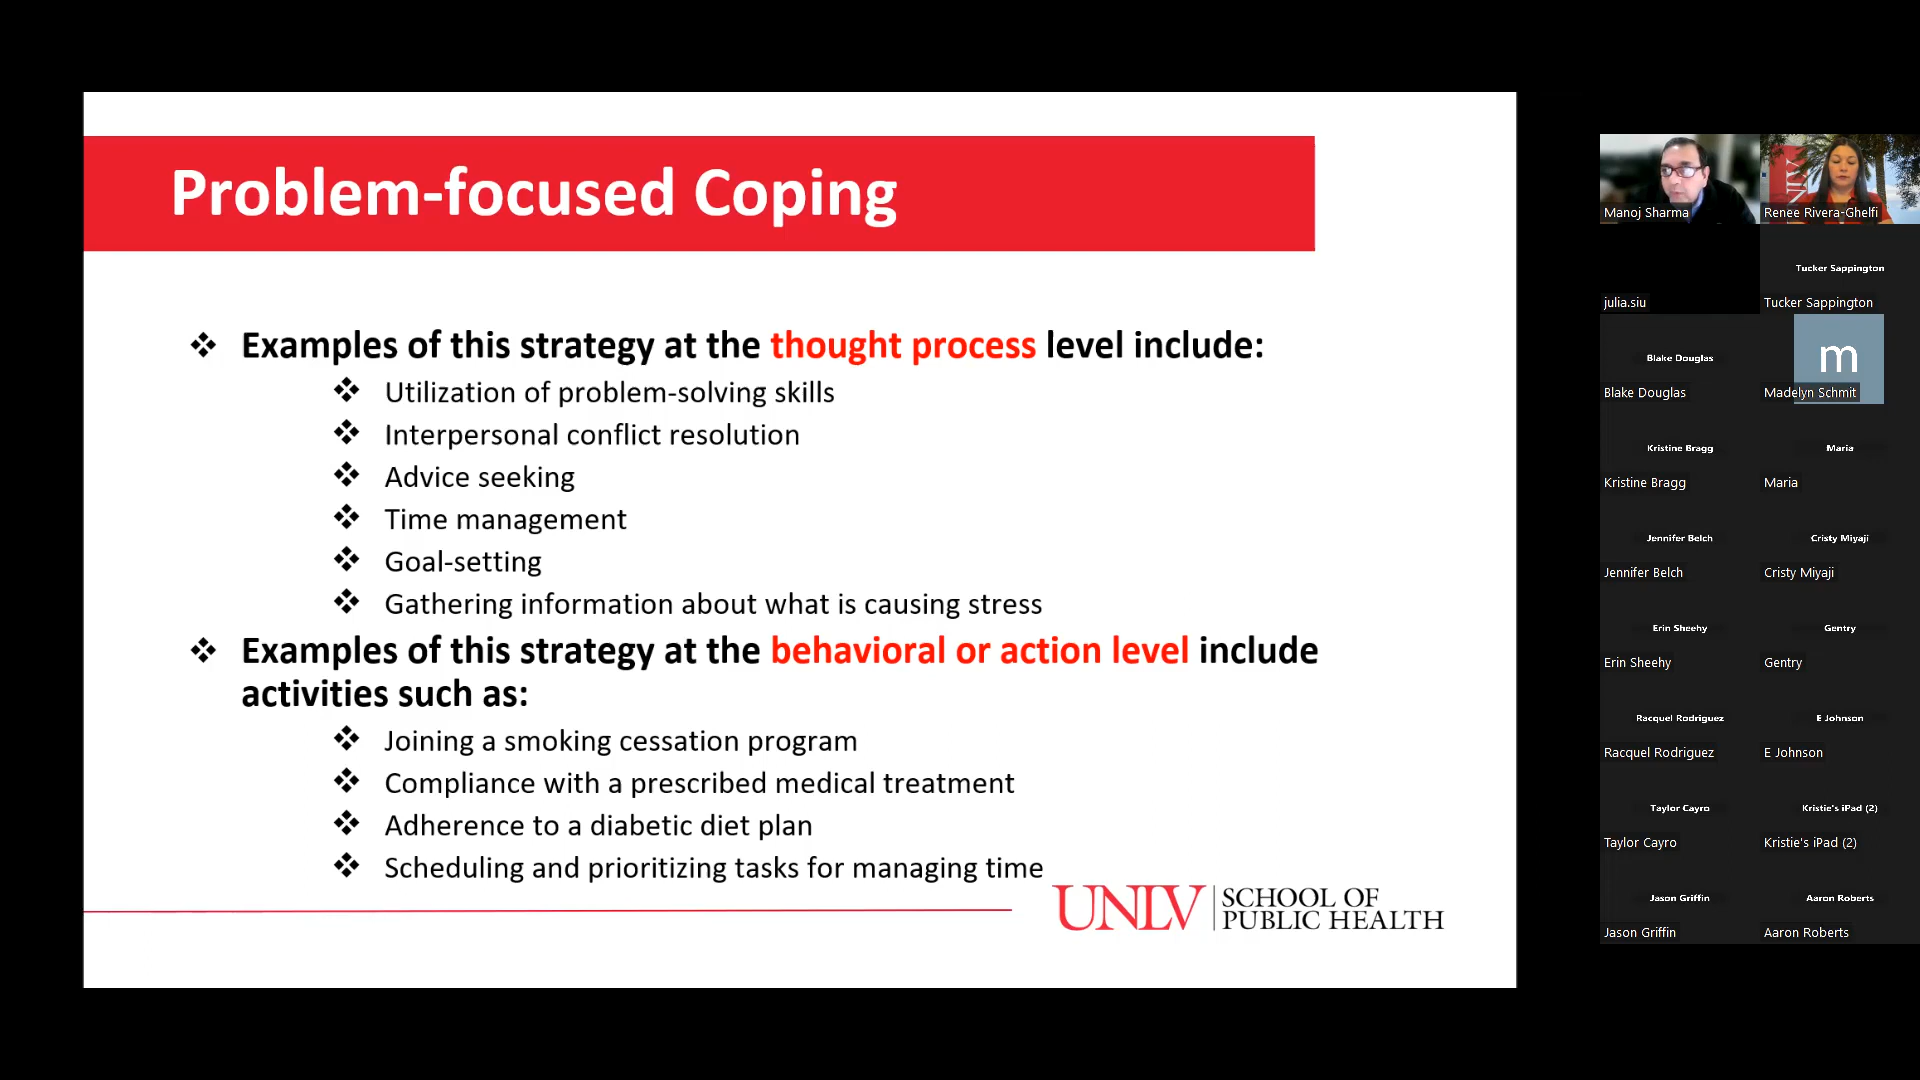 Problem-focused Coping
Examples of this strategy at the thought process level include:
Utilization of problem-solving skills
Interpersonal conflict resolution
Advice seeking
Time management
Goal-setting
Gathering information about what is causing stress
Examples of this strategy at the behavioral or action level include
activities such as:
Joining a smoking cessation program
Compliance with a prescribed medical treatment
Adherence to a diabetic diet plan
Scheduling and prioritizing tasks for managing time
UNLV SCHOOL OF
PUBLIC HEALTH
Manoj Sharma
Renee Rivera-Ghelfi
julia.siu
Tucker Sappington
Tucker Sappington
Blake Douglas
Blake Douglas
m
Madelyn Schmit
Kristine Bragg
Kristine Bragg
Maria
Maria
Jennifer Belch
Jennifer Belch
Cristy Miyaji
Cristy Miyaji
Erin Sheehy
Erin Sheehy
Gentry
Gentry
Racquel Rodriguez
Racquel Rodriguez
E Johnson
E Johnson
Taylor Cayro
Taylor Cayro
Kristie's iPad (2)
Kristie's iPad (2)
Jason Griffin
Jason Griffin
Aaron Roberts
Aaron Roberts